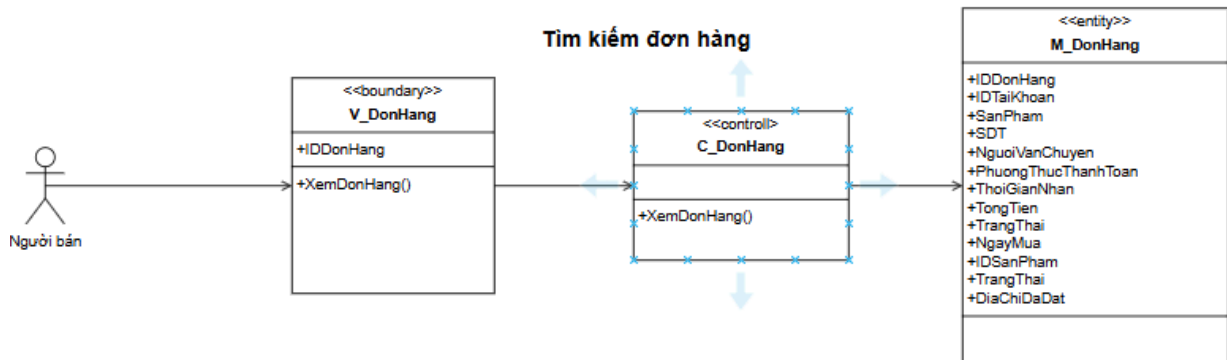 Tìm kiếm đơn hàng
Người bán
<<boundary>>
V_DonHang
+IDDonHang
+XemDonHang()
<<controll>
C_DonHang
+XemDonHang()
<<entity>>
M_DonHang
+IDDonHang
+IDTaiKhoan
+SanPham
+SDT
+NguoiVanChuyen
+PhuongThucThanhToan
+ThoiGianNhan
+TongTien
+TrangThai
+NgayMua
+IDSanPham
+TrangThai
+DiaChiDaDat